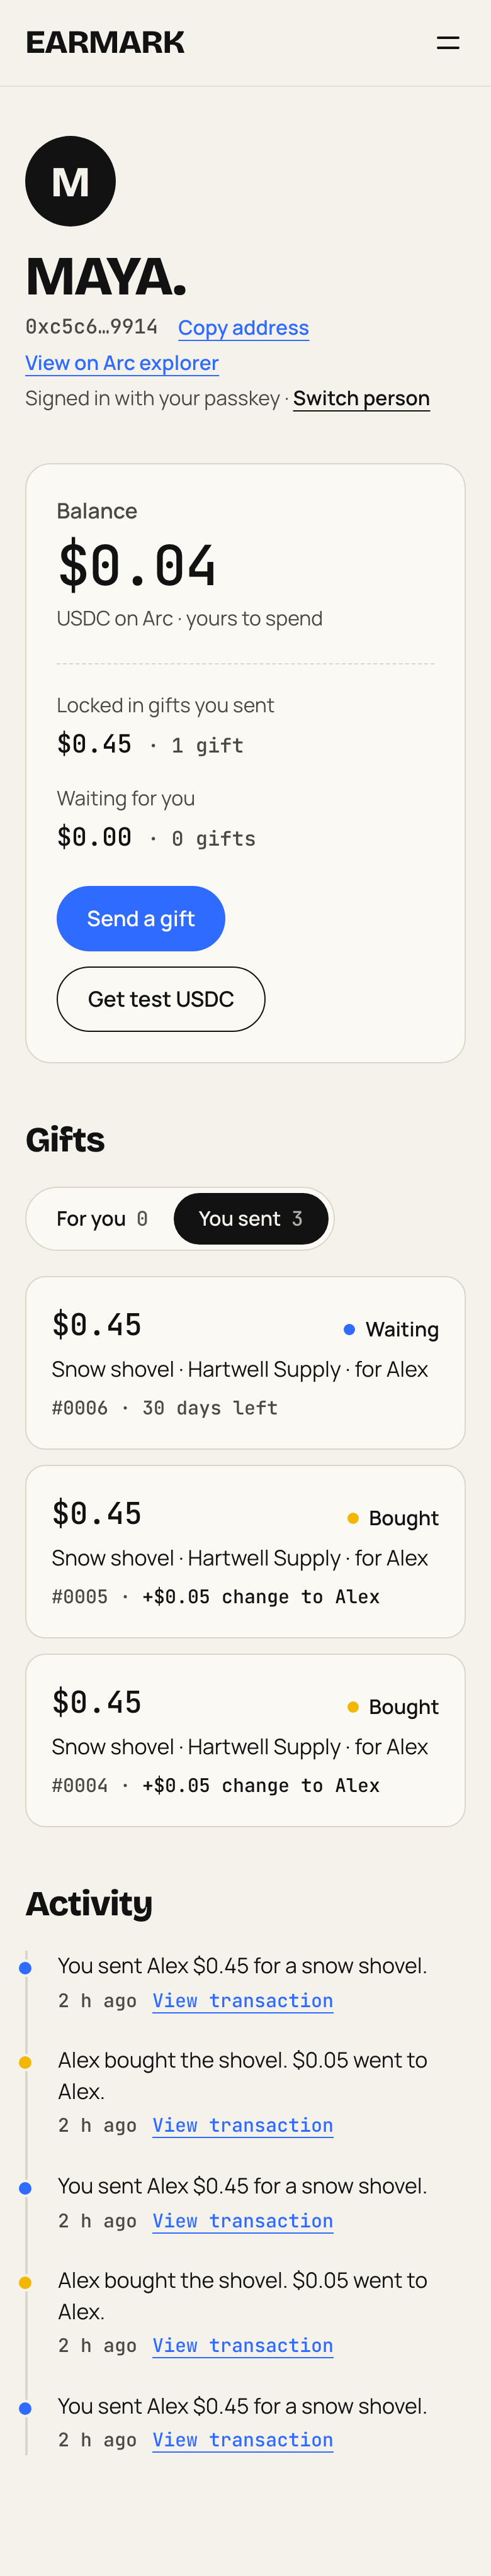 EARMARK
M
MAYA.
0xc5c6…9914 Copy address
View on Arc explorer
Signed in with your passkey · Switch person
Balance
$0.04
USDC on Arc · yours to spend
Locked in gifts you sent
$0.45 · 1 gift
Waiting for you
$0.00 · 0 gifts
Send a gift
Get test USDC
Gifts
For you 0 You sent 3
$0.45 Waiting
Snow shovel · Hartwell Supply · for Alex
#0006 · 30 days left
$0.45 Bought
Snow shovel · Hartwell Supply · for Alex
#0005 · +$0.05 change to Alex
$0.45 Bought
Snow shovel · Hartwell Supply · for Alex
#0004 · +$0.05 change to Alex
Activity
You sent Alex $0.45 for a snow shovel.
2 h ago View transaction
Alex bought the shovel. $0.05 went to
Alex.
2 h ago View transaction
You sent Alex $0.45 for a snow shovel.
2 h ago View transaction
Alex bought the shovel. $0.05 went to
Alex.
2 h ago View transaction
You sent Alex $0.45 for a snow shovel.
2 h ago View transaction